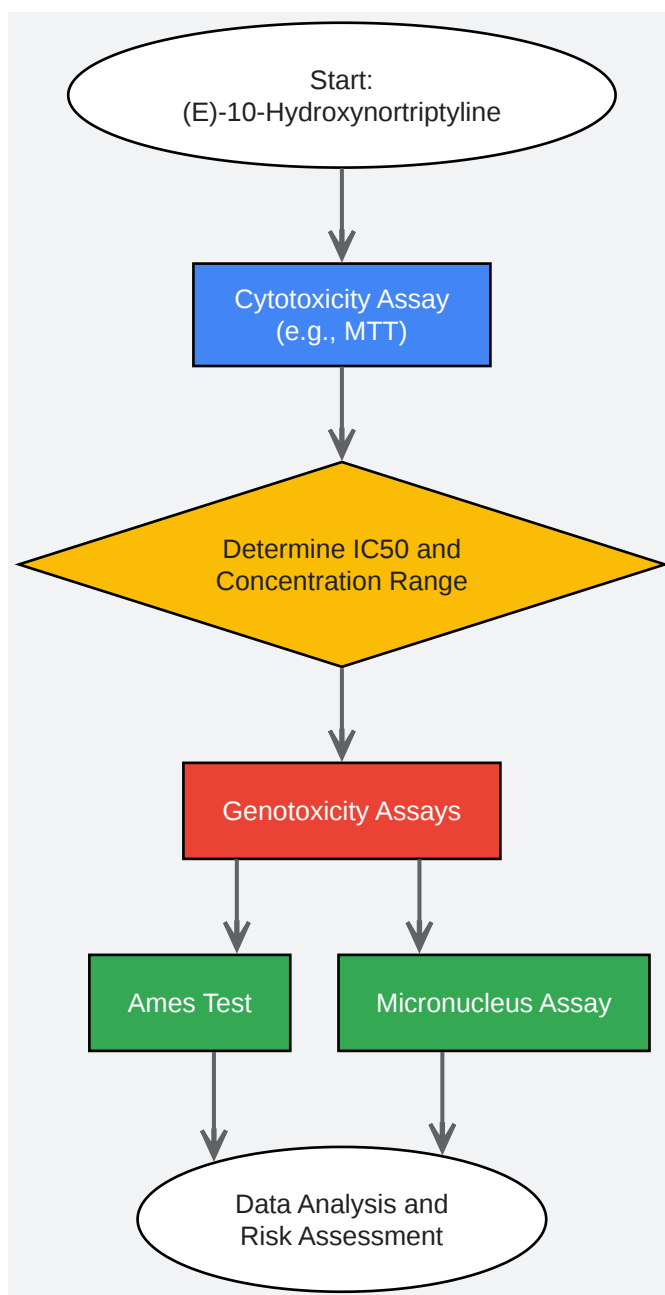 Start:
(E)-10-Hydroxynortriptyline
Cytotoxicity Assay
(e.g., MTT)
Determine IC50 and
Concentration Range
Genotoxicity Assays
Ames Test
Micronucleus Assay
Data Analysis and
Risk Assessment